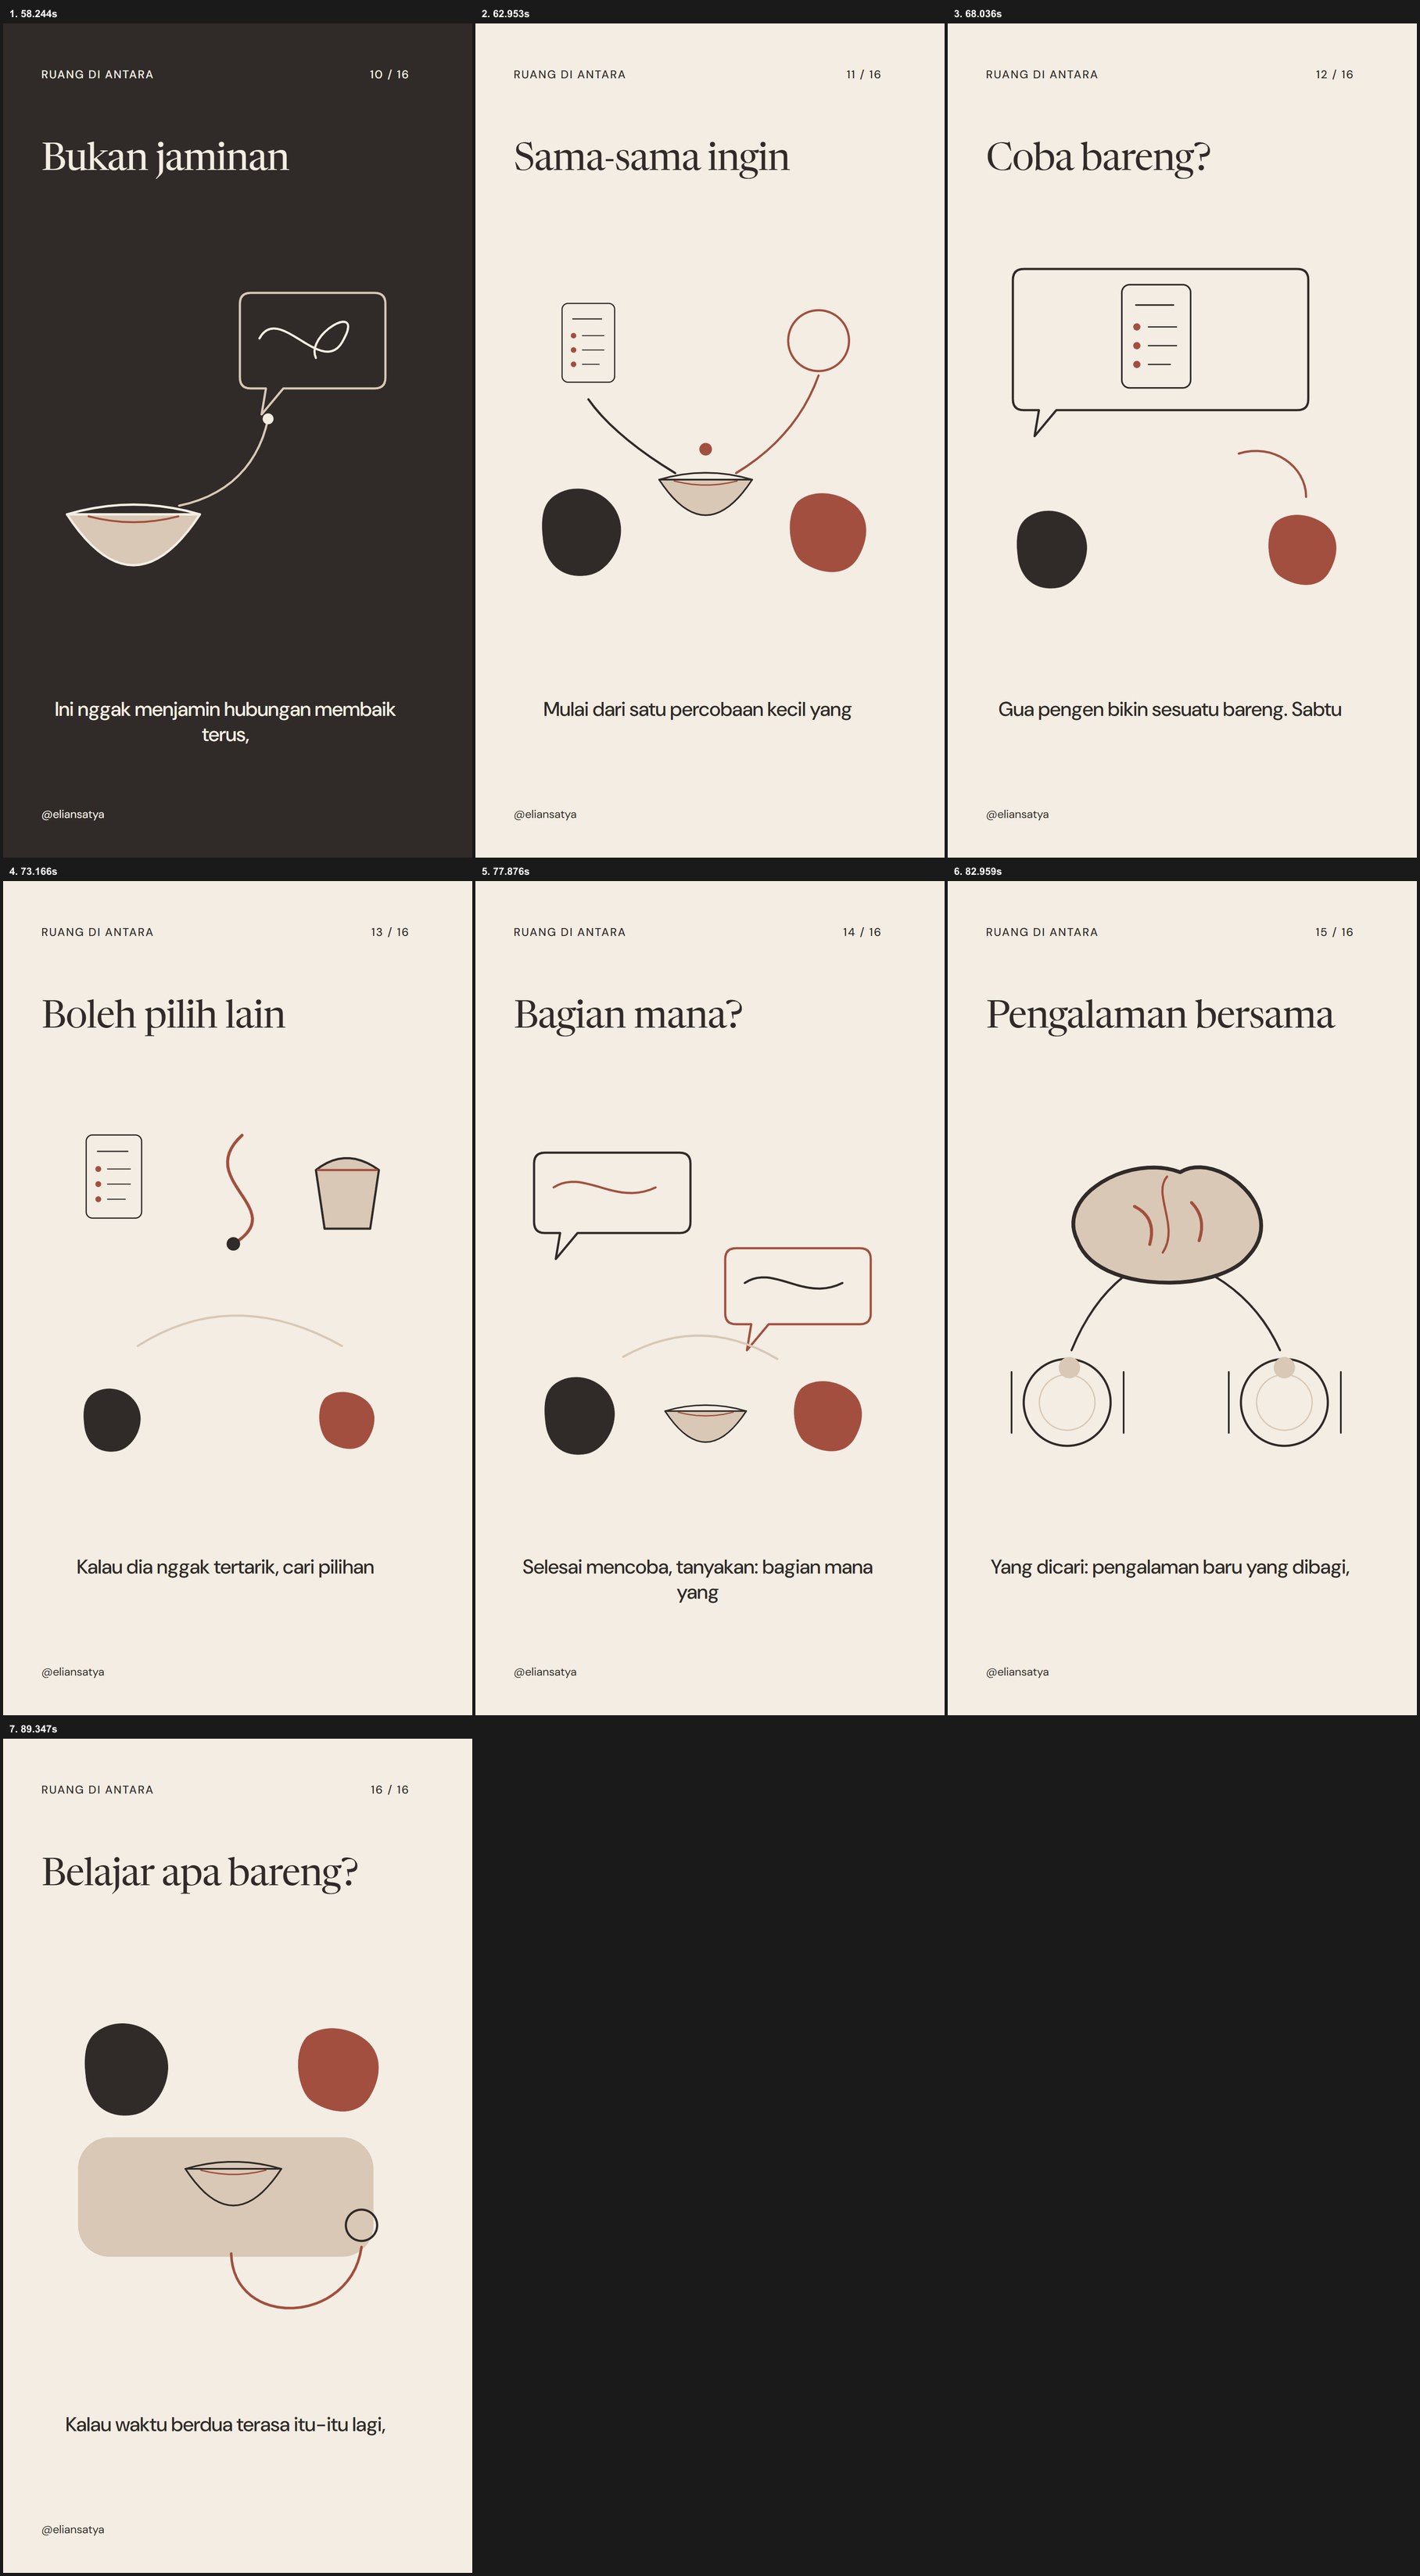 1. 58.244s
RUANG DI ANTARA
10 / 16
Bukan jaminan
Ini nggak menjamin hubungan membaik
terus,
@eliansatya
2. 62.953s
RUANG DI ANTARA
11 / 16
Sama-sama ingin
Mulai dari satu percobaan kecil yang
@eliansatya
3. 68.036s
RUANG DI ANTARA
12 / 16
Coba bareng?
Gua pengen bikin sesuatu bareng. Sabtu
@eliansatya
4. 73.166s
RUANG DI ANTARA
13 / 16
Boleh pilih lain
Kalau dia nggak tertarik, cari pilihan
@eliansatya
5. 77.876s
RUANG DI ANTARA
14 / 16
Bagian mana?
Selesai mencoba, tanyakan: bagian mana
yang
@eliansatya
6. 82.959s
RUANG DI ANTARA
15 / 16
Pengalaman bersama
Yang dicari: pengalaman baru yang dibagi,
@eliansatya
7. 89.347s
RUANG DI ANTARA
16 / 16
Belajar apa bareng?
Kalau waktu berdua terasa itu-itu lagi,
@eliansatya